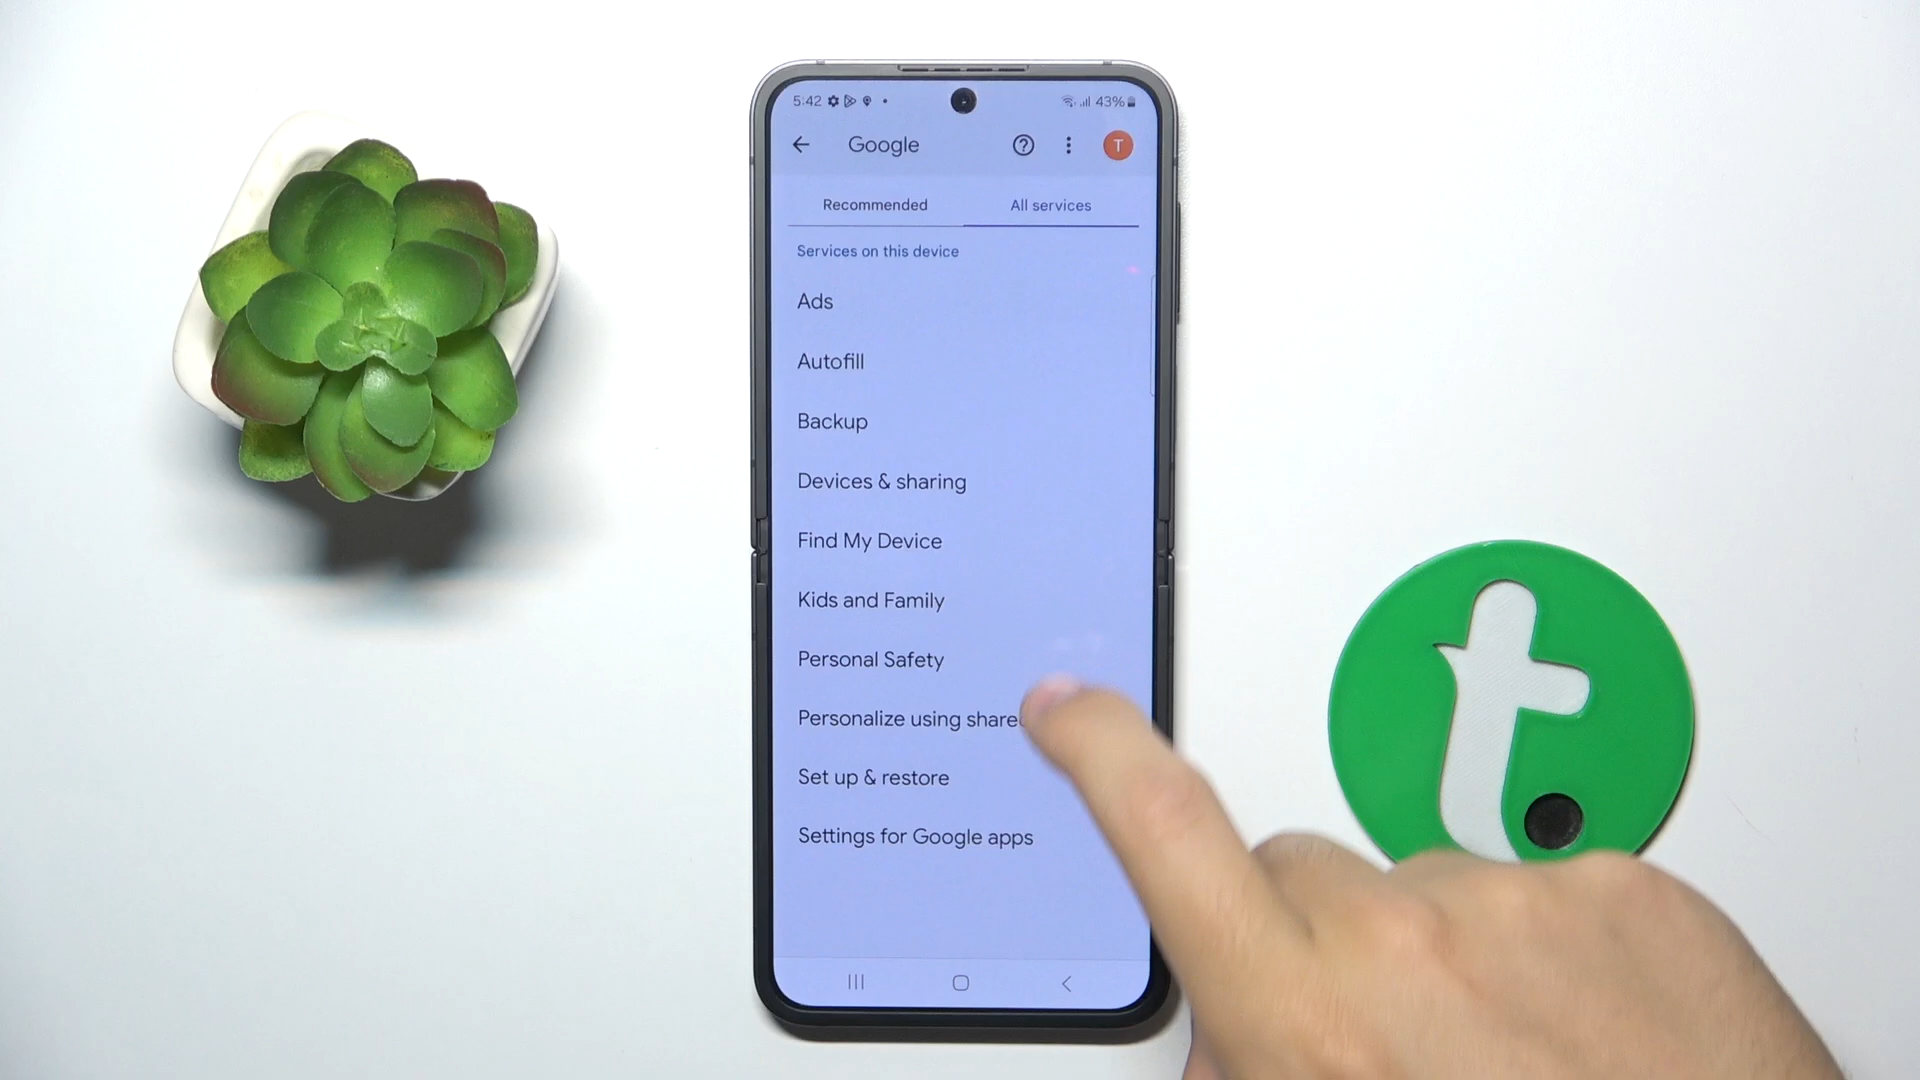 5:42
43%
Google
T
Recommended
All services
Services on this device
Ads
Autofill
Backup
Devices & sharing
Find My Device
Kids and Family
Personal Safety
Personalize using share
Set up & restore
Settings for Google apps
t